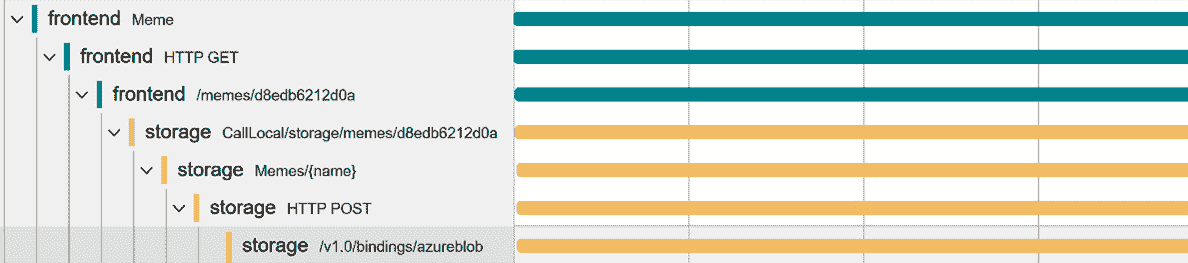 frontend Meme
frontend HTTP GET
frontend /memes/d8edb6212d0a
storage CallLocal/storage/memes/d8edb6212d0a
storage Memes/{name}
storage HTTP POST
storage /v1.0/bindings/azureblob